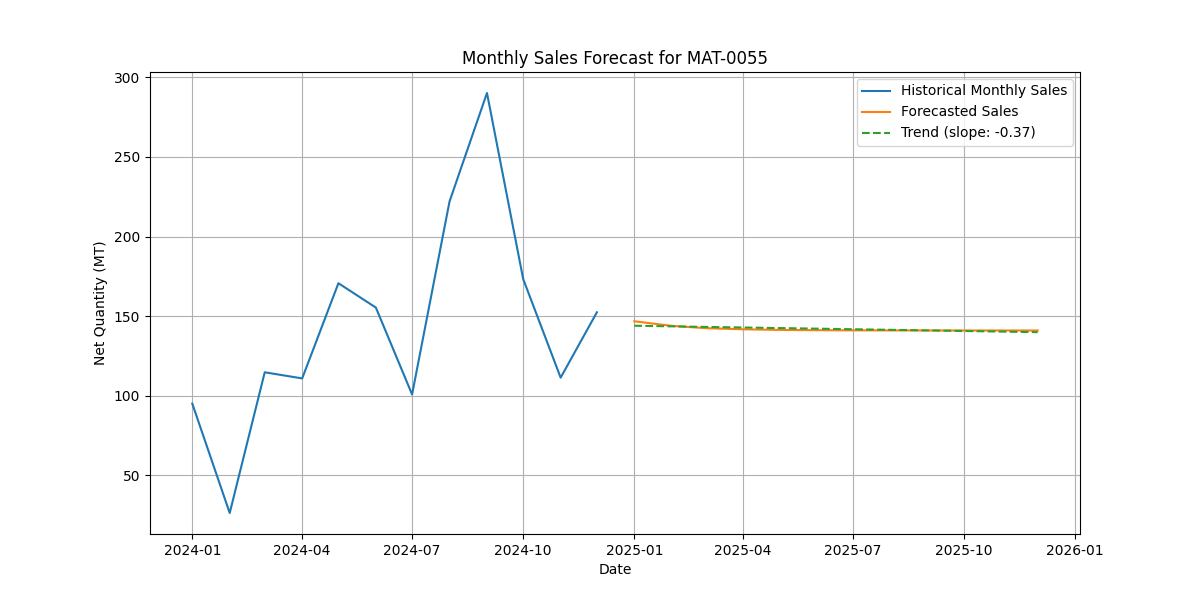 Monthly Sales Forecast for MAT-0055
Historical Monthly Sales
Forecasted Sales
Trend (slope: -0.37)
Net Quantity (MT)
300
250
200
150
100
50
2024-01 2024-04 2024-07 2024-10 2025-01 2025-04 2025-07 2025-10 2026-01
Date